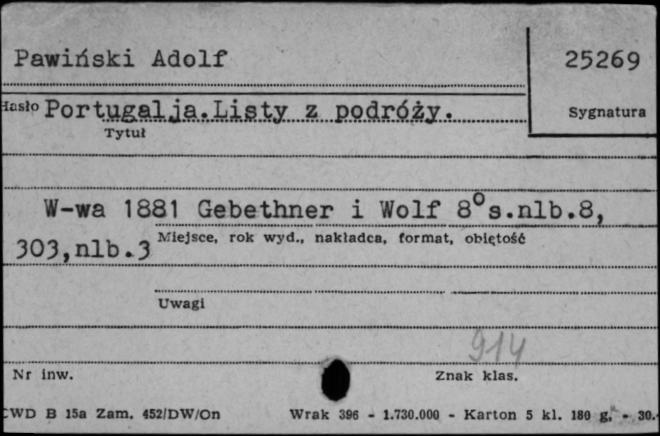 Pawiński Adolf
25269
Hasło Portugalja.Listy z podróży.
Sygnatura
Tytuł
W-wa 1881 Gebethner i Wolf 8°s.nlb.8,
303,nlb.3
Miejsce, rok wyd., nakładca, format, objętość
Uwagi
914
Nr inw.
Znak klas.
CWD B 15a Zam. 452/DW/On Wrak 396 - 1.730.000 - Karton 5 kl. 180 g. - 30.